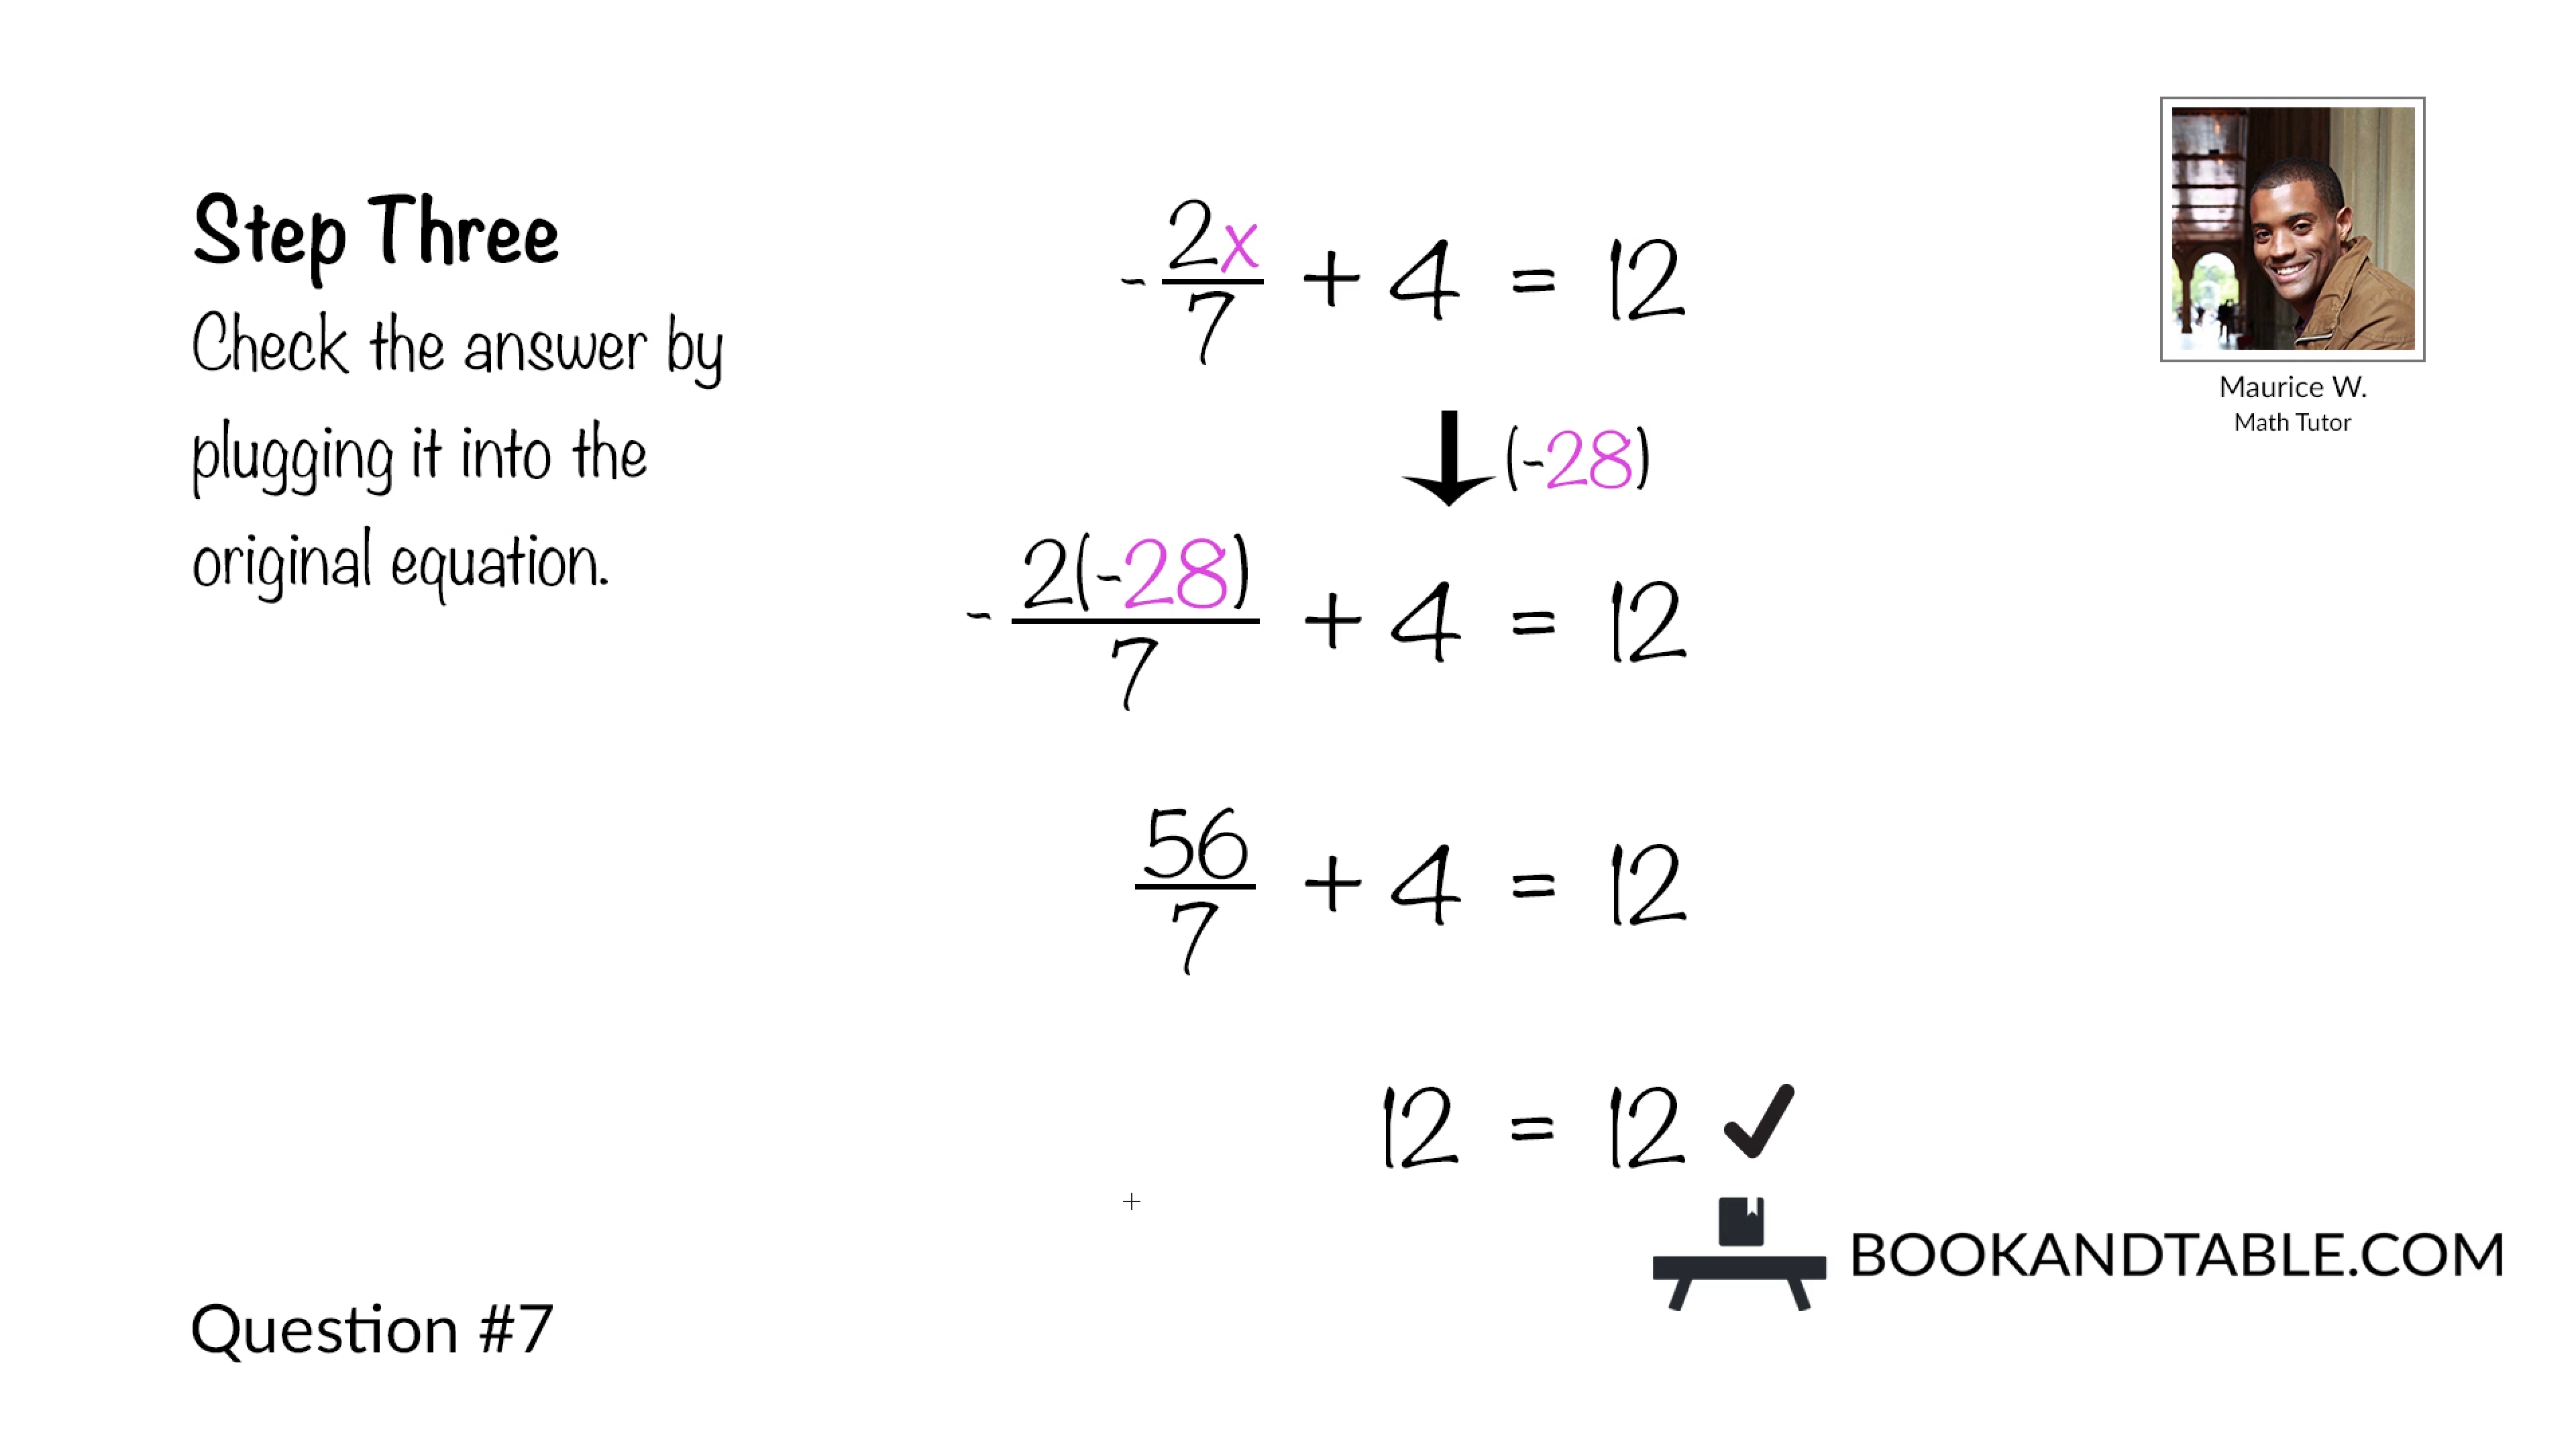 Step Three
Check the answer by
plugging it into the
original equation.
- 2x/7 + 4 = 12
(-28)
- 2(-28)/7 + 4 = 12
56/7 + 4 = 12
12 = 12 ✓
Maurice W.
Math Tutor
BOOKANDTABLE.COM
Question #7